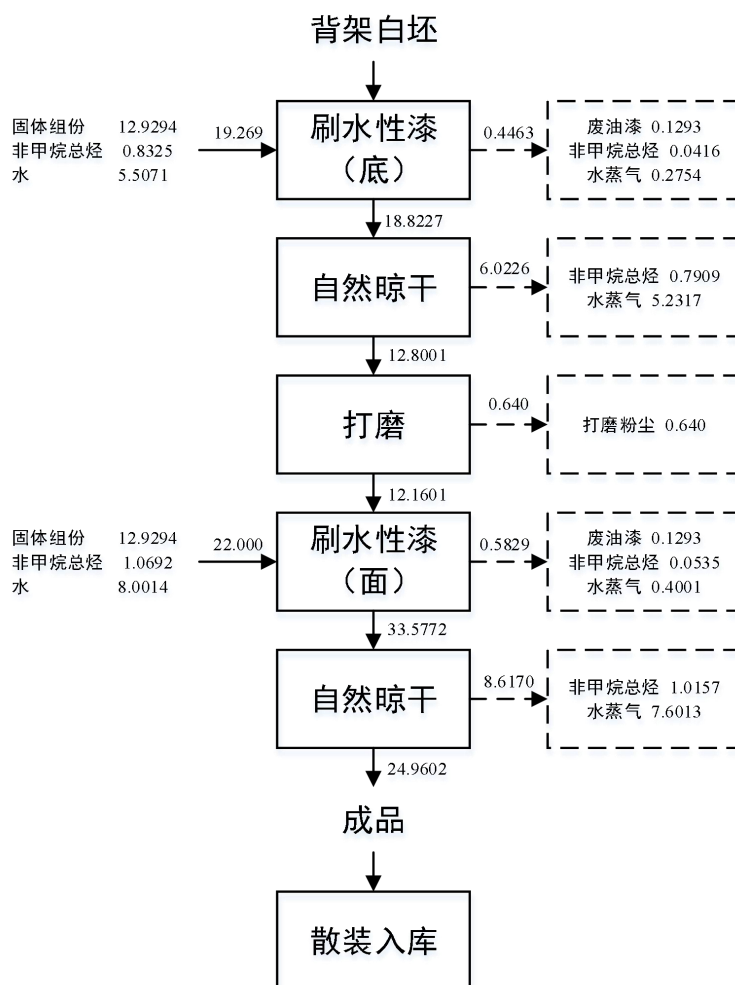 背架白坯
固体组份 12.9294
非甲烷总烃 0.8325
水 5.5071
19.269
刷水性漆
（底）
0.4463
废油漆 0.1293
非甲烷总烃 0.0416
水蒸气 0.2754
18.8227
自然晾干
6.0226
非甲烷总烃 0.7909
水蒸气 5.2317
12.8001
打磨
0.640
打磨粉尘 0.640
12.1601
固体组份 12.9294
非甲烷总烃 1.0692
水 8.0014
22.000
刷水性漆
（面）
0.5829
废油漆 0.1293
非甲烷总烃 0.0535
水蒸气 0.4001
33.5772
自然晾干
8.6170
非甲烷总烃 1.0157
水蒸气 7.6013
24.9602
成品
散装入库